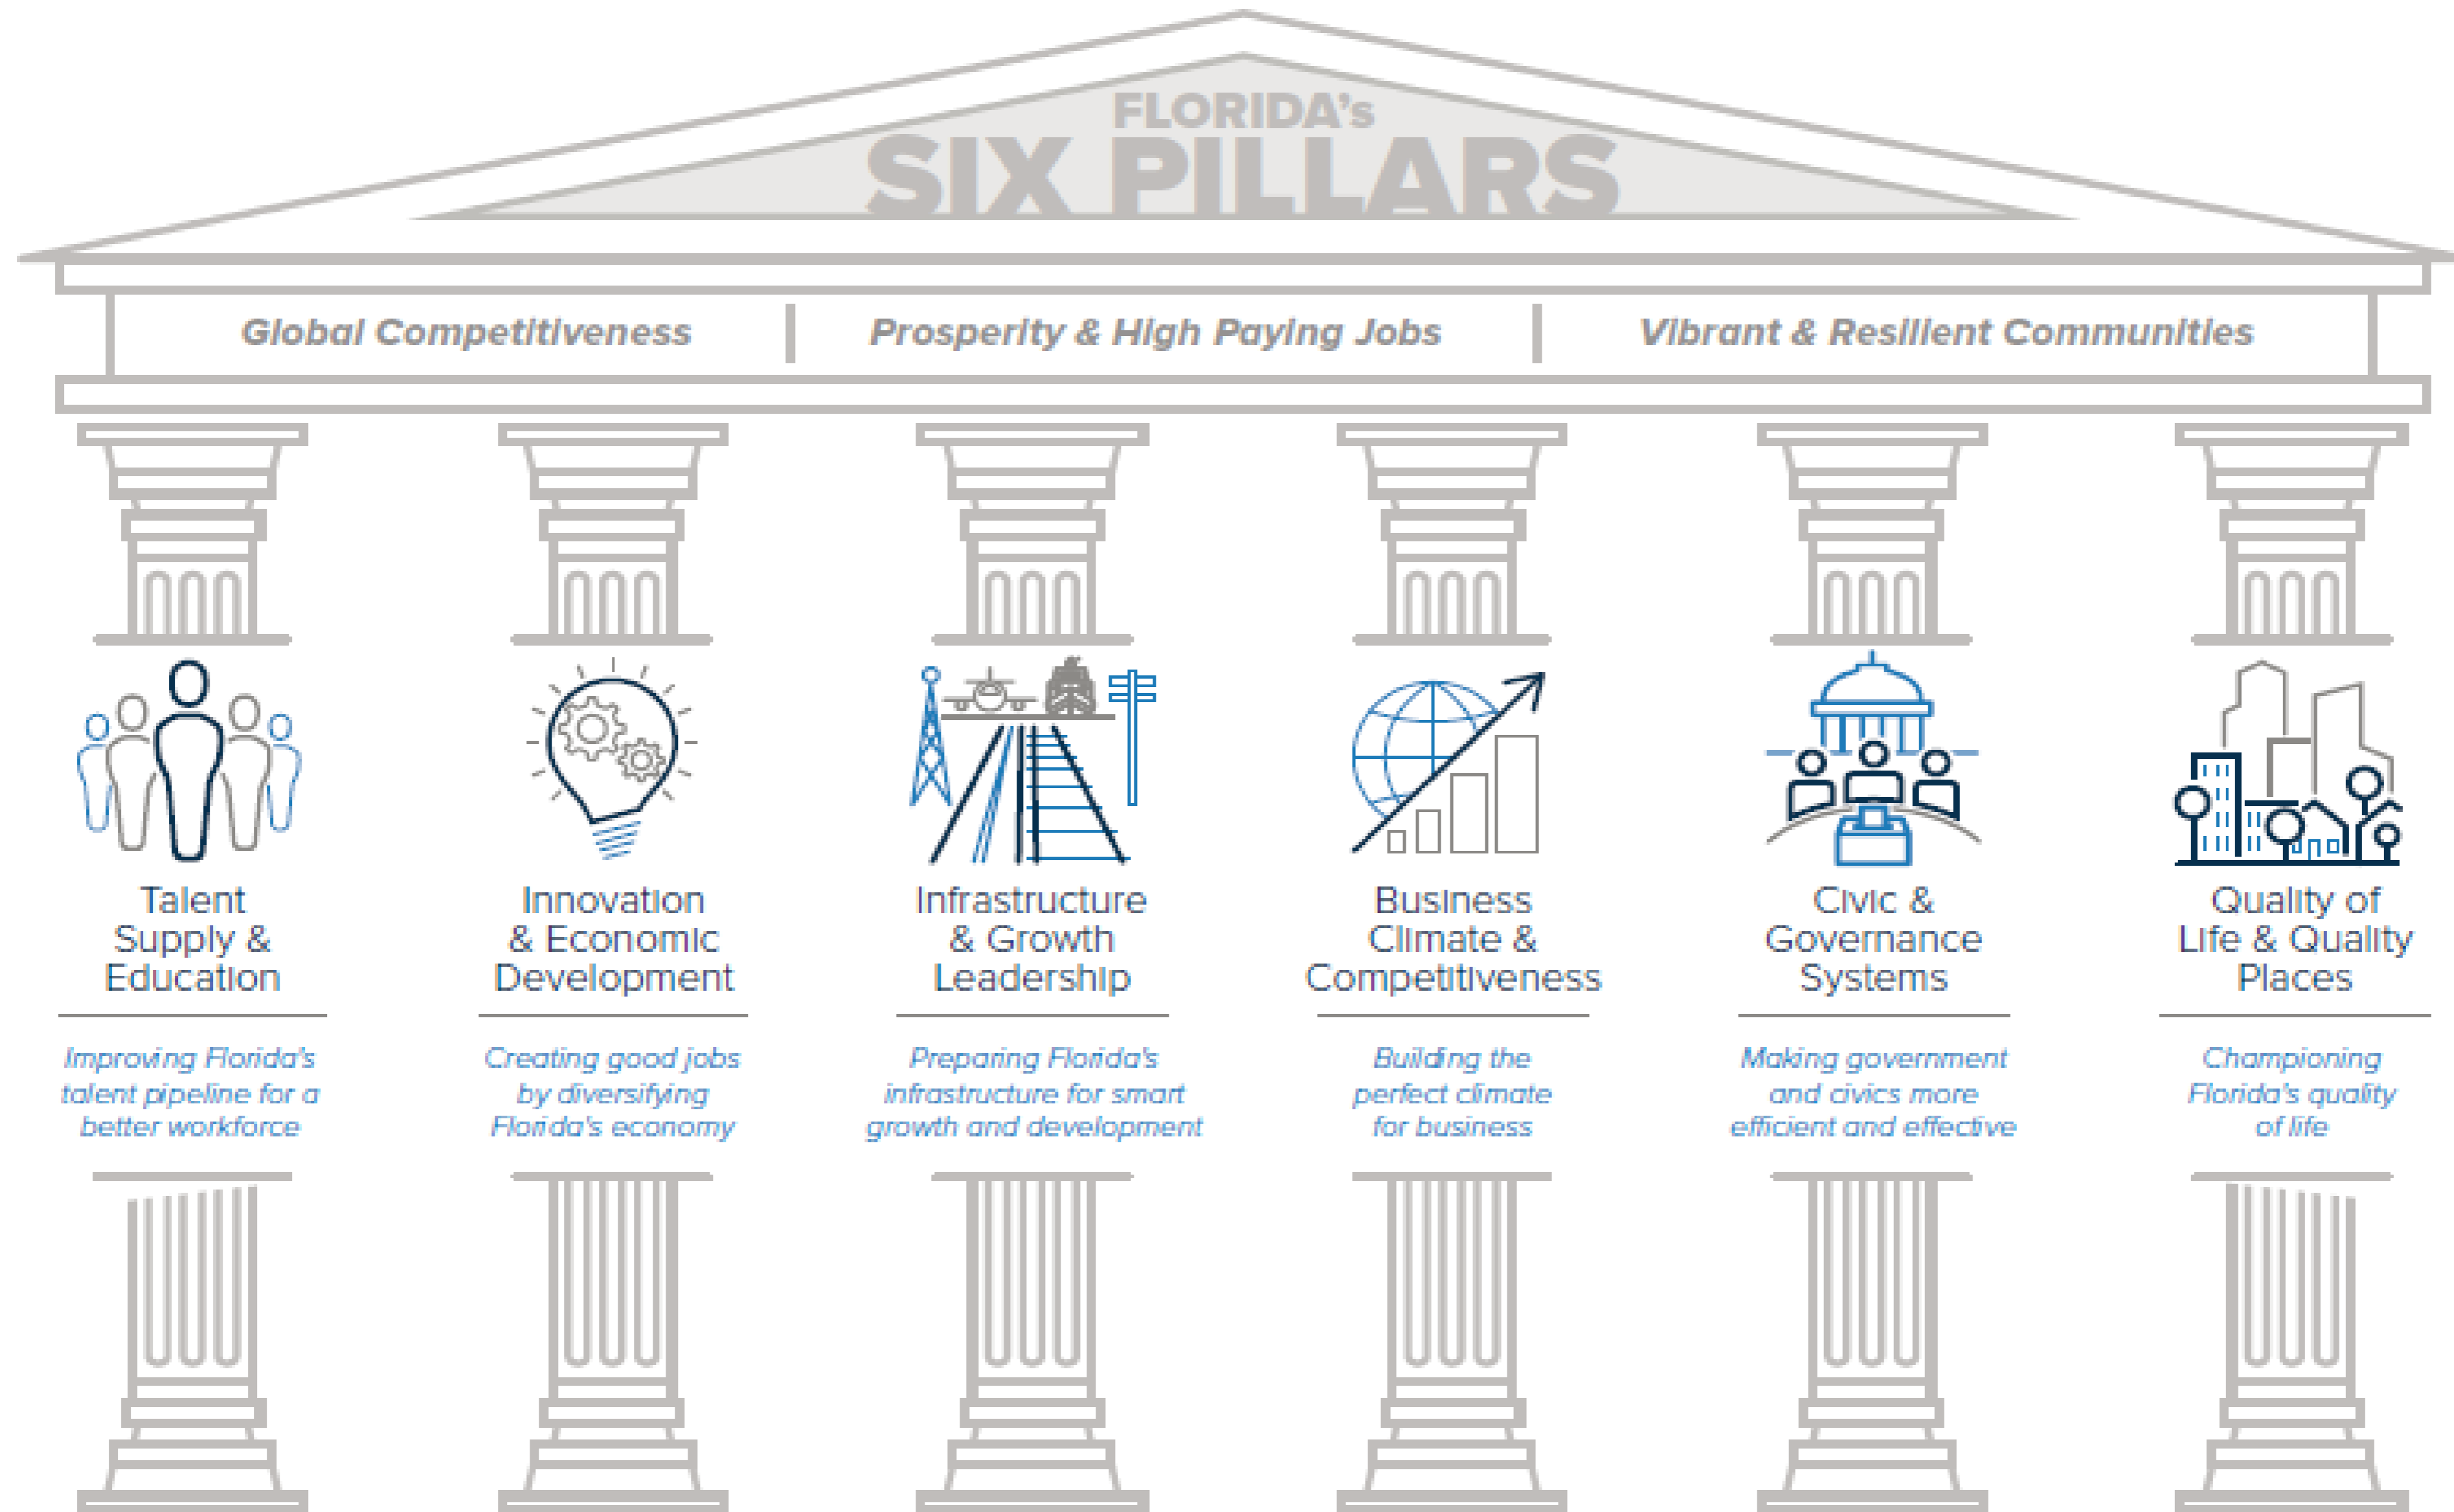 FLORIDA's
SIX PILLARS
Global Competitiveness
Prosperity & High Paying Jobs
Vibrant & Resilient Communities
Talent
Supply &
Education
Improving Florida's
talent pipeline for a
better workforce
Innovation
& Economic
Development
Creating good jobs
by diversifying
Florida's economy
Infrastructure
& Growth
Leadership
Preparing Florida's
infrastructure for smart
growth and development
Business
Climate &
Competitiveness
Building the
perfect climate
for business
Civic &
Governance
Systems
Making government
and civics more
efficient and effective
Quality of
Life & Quality
Places
Championing
Florida's quality
of life